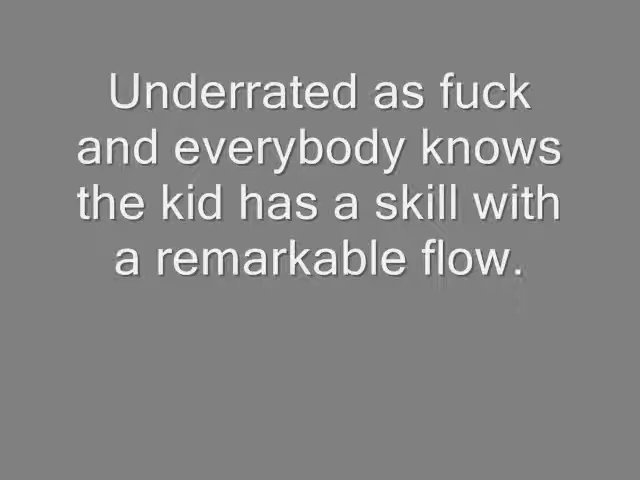 Underrated as fuck
and everybody knows
the kid has a skill with
a remarkable flow.